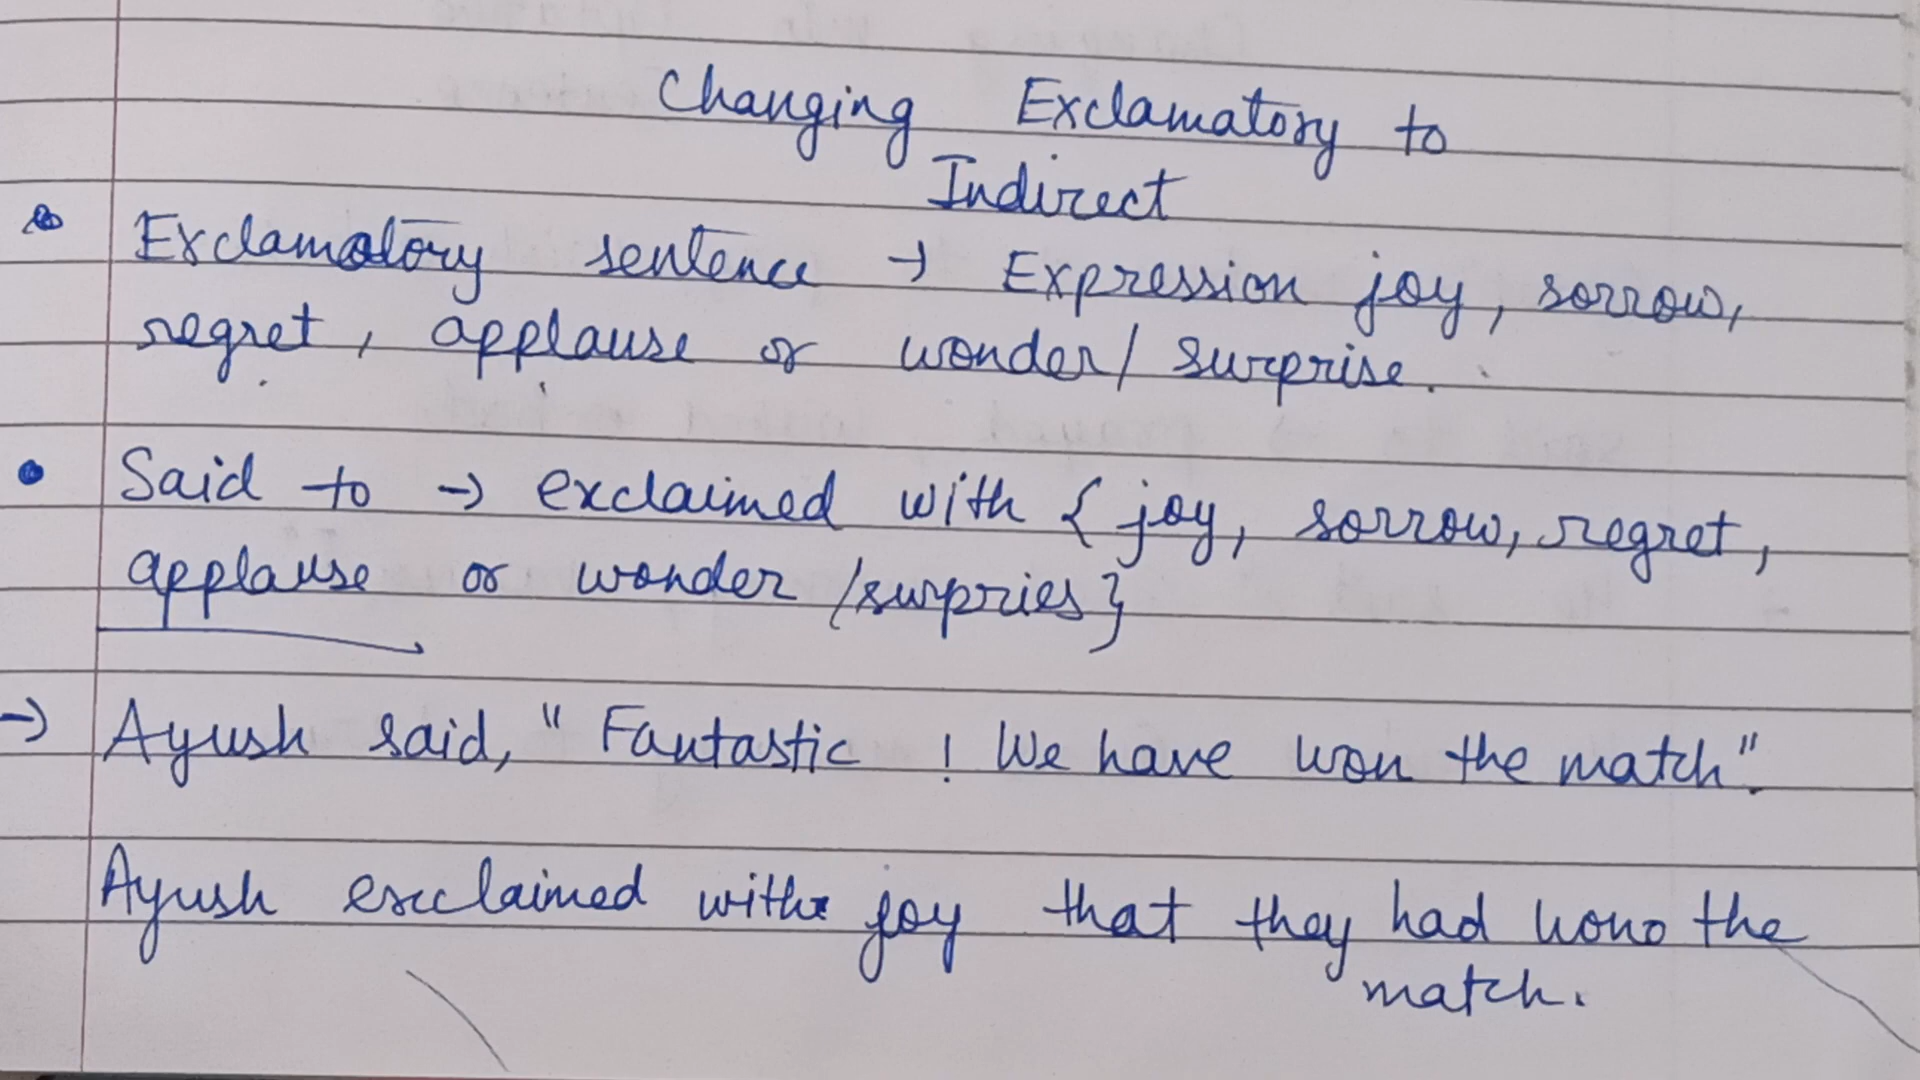 Changing Exclamatory to
Indirect
Exclamatory sentence → Expression joy, sorrow,
regret, applause or wonder/ surprise.
• Said to → exclaimed with { joy, sorrow, regret,
applause or wonder /surpries}
→ Ayush said, " Fantastic ! We have won the match".
Ayush exclaimed with joy that they had wono the
match.